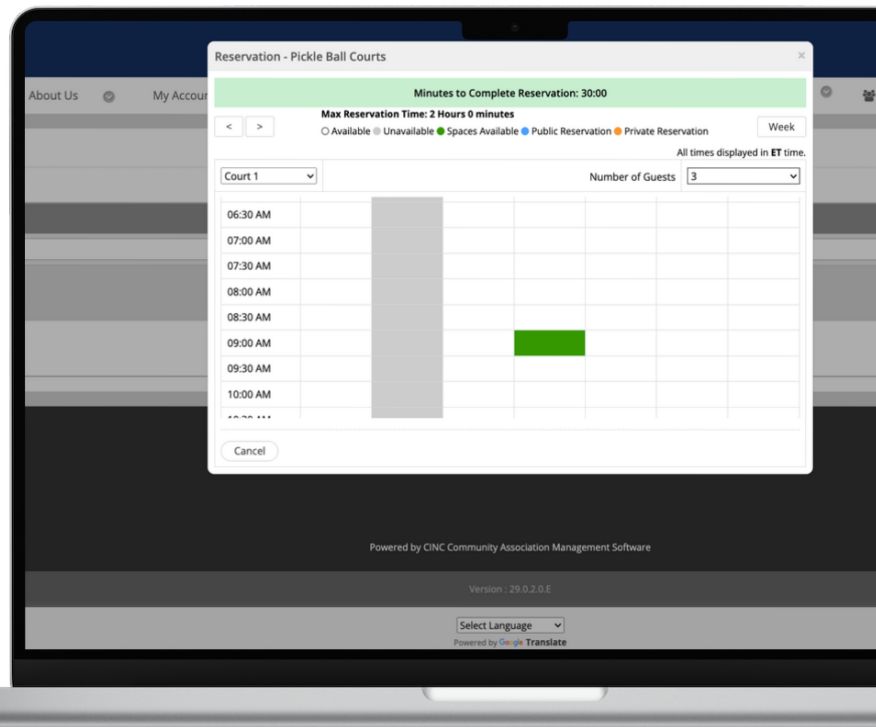 Reservation - Pickle Ball Courts ×
About Us
My Accoun
Minutes to Complete Reservation: 30:00
Max Reservation Time: 2 Hours 0 minutes
< >
Available Unavailable Spaces Available Public Reservation Private Reservation
Week
All times displayed in ET time.
Court 1
Number of Guests 3
06:30 AM
07:00 AM
07:30 AM
08:00 AM
08:30 AM
09:00 AM
09:30 AM
10:00 AM
10:30 AM
Cancel
Powered by CINC Community Association Management Software
Version : 29.0.2.0.E
Select Language
Powered by Google Translate